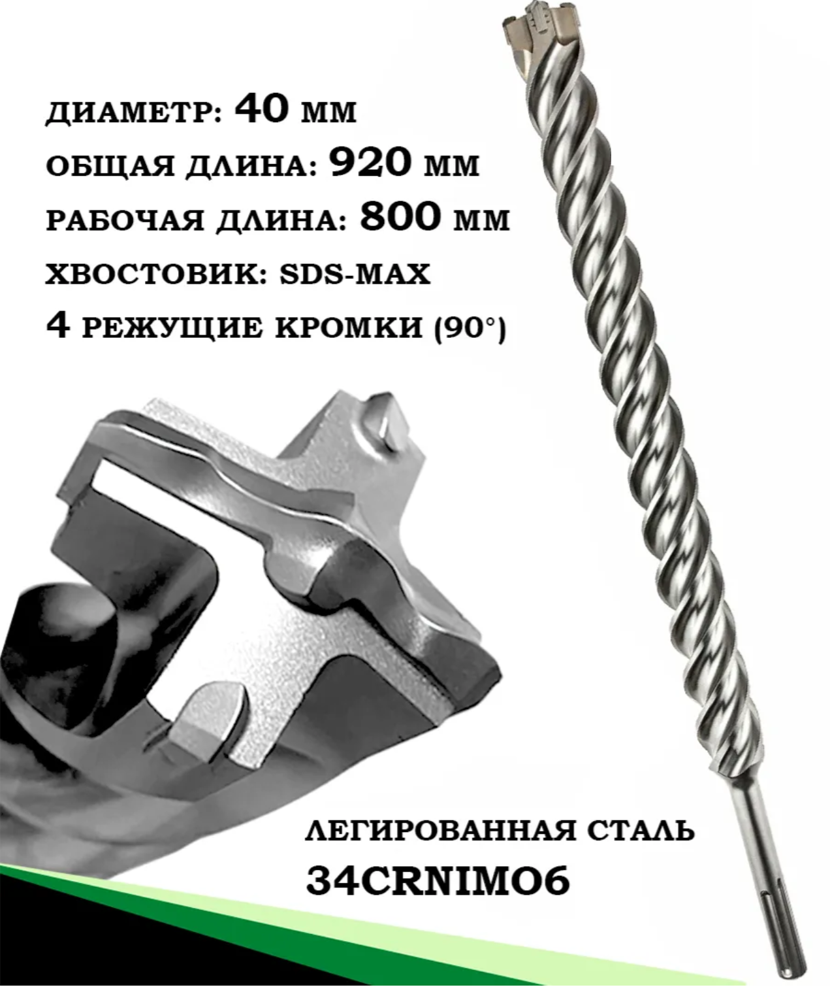 ДИАМЕТР: 40 ММ
ОБЩАЯ ДЛИНА: 920 ММ
РАБОЧАЯ ДЛИНА: 800 ММ
ХВОСТОВИК: SDS-MAX
4 РЕЖУЩИЕ КРОМКИ (90°)
ЛЕГИРОВАННАЯ СТАЛЬ
34CRNIMO6